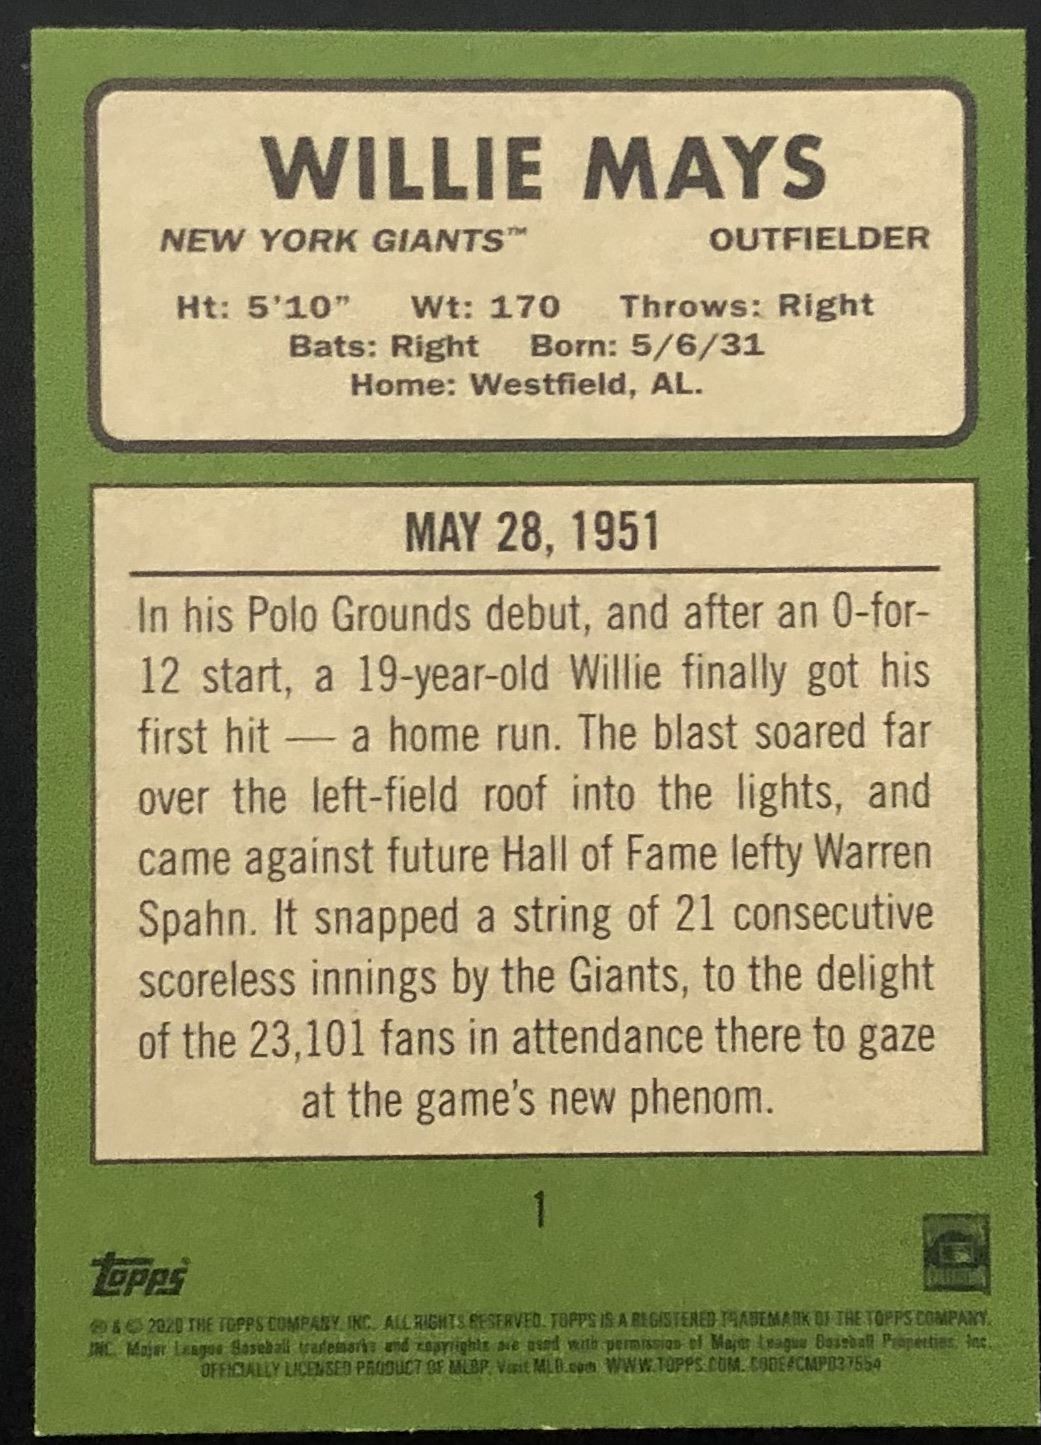 WILLIE MAYS
NEW YORK GIANTS™ OUTFIELDER
Ht: 5'10" Wt: 170 Throws: Right
Bats: Right Born: 5/6/31
Home: Westfield, AL.
MAY 28, 1951
In his Polo Grounds debut, and after an 0-for-
12 start, a 19-year-old Willie finally got his
first hit — a home run. The blast soared far
over the left-field roof into the lights, and
came against future Hall of Fame lefty Warren
Spahn. It snapped a string of 21 consecutive
scoreless innings by the Giants, to the delight
of the 23,101 fans in attendance there to gaze
at the game's new phenom.
1
topps
® & © 2020 THE TOPPS COMPANY, INC. ALL RIGHTS RESERVED. TOPPS IS A REGISTERED TRADEMARK OF THE TOPPS COMPANY,
INC. Major League Baseball trademarks and copyrights are used with permission of Major League Baseball Properties, Inc.
OFFICIALLY LICENSED PRODUCT OF MLBP. Visit MLB.com WWW.TOPPS.COM. CODE#CMP037554